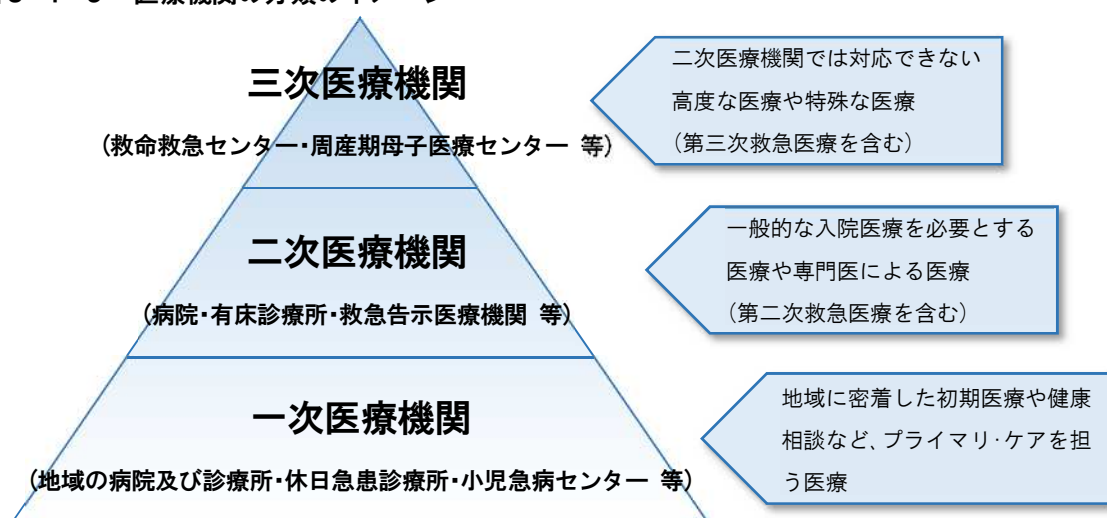 三次医療機関
(救命救急センター・周産期母子医療センター 等)
二次医療機関では対応できない
高度な医療や特殊な医療
(第三次救急医療を含む)
二次医療機関
(病院・有床診療所・救急告示医療機関 等)
一般的な入院医療を必要とする
医療や専門医による医療
(第二次救急医療を含む)
一次医療機関
(地域の病院及び診療所・休日急患診療所・小児急病センター 等)
地域に密着した初期医療や健康
相談など、プライマリ・ケアを担
う医療